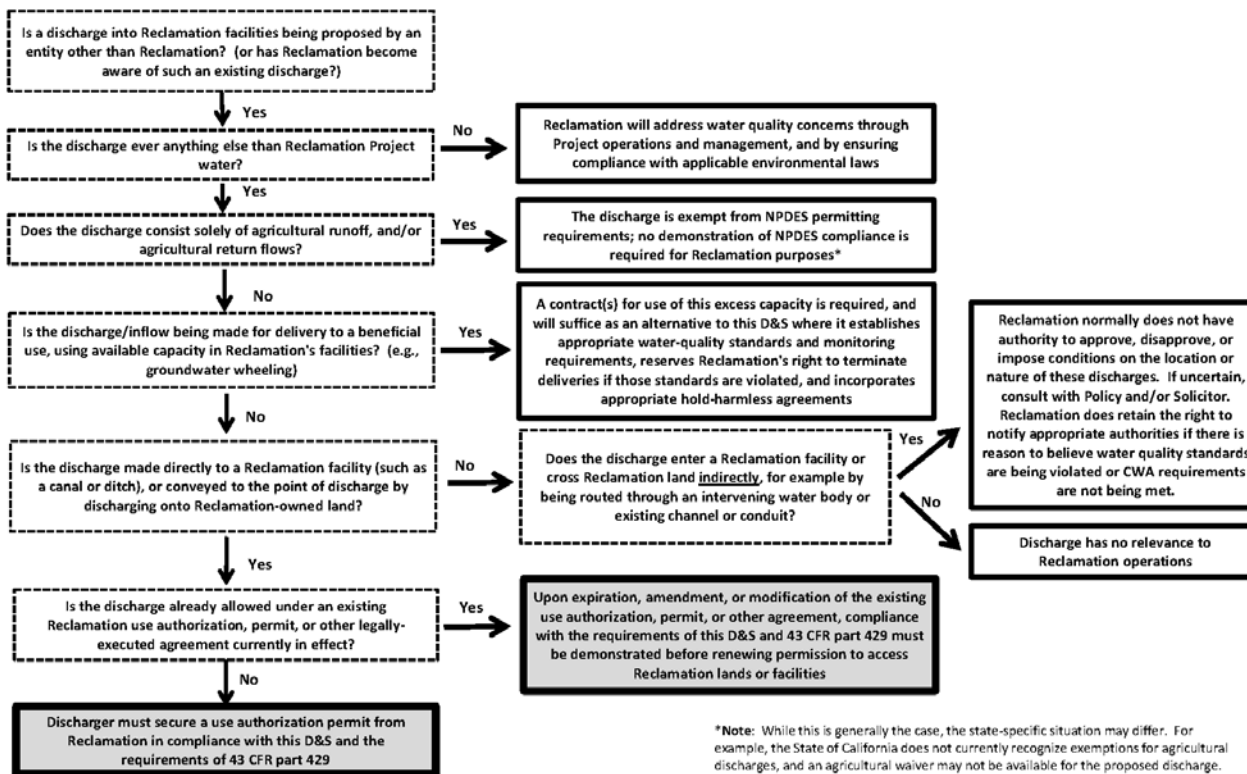 Is a discharge into Reclamation facilities being proposed by an
entity other than Reclamation?  (or has Reclamation become
aware of such an existing discharge?)
Yes
Is the discharge ever anything else than Reclamation Project
water?
No
Reclamation will address water quality concerns through
Project operations and management, and by ensuring
compliance with applicable environmental laws
Yes
Does the discharge consist solely of agricultural runoff, and/or
agricultural return flows?
Yes
The discharge is exempt from NPDES permitting
requirements; no demonstration of NPDES compliance is
required for Reclamation purposes*
No
Is the discharge/inflow being made for delivery to a beneficial
use, using available capacity in Reclamation's facilities? (e.g.,
groundwater wheeling)
Yes
A contract(s) for use of this excess capacity is required, and
will suffice as an alternative to this D&S where it establishes
appropriate water-quality standards and monitoring
requirements, reserves Reclamation's right to terminate
deliveries if those standards are violated, and incorporates
appropriate hold-harmless agreements
No
Is the discharge made directly to a Reclamation facility (such as
a canal or ditch), or conveyed to the point of discharge by
discharging onto Reclamation-owned land?
No
Does the discharge enter a Reclamation facility or
cross Reclamation land indirectly, for example by
being routed through an intervening water body or
existing channel or conduit?
Yes
Reclamation normally does not have
authority to approve, disapprove, or
impose conditions on the location or
nature of these discharges.  If uncertain,
consult with Policy and/or Solicitor.
Reclamation does retain the right to
notify appropriate authorities if there is
reason to believe water quality standards
are being violated or CWA requirements
are not being met.
No
Discharge has no relevance to
Reclamation operations
Yes
Is the discharge already allowed under an existing
Reclamation use authorization, permit, or other legally-
executed agreement currently in effect?
Yes
Upon expiration, amendment, or modification of the existing
use authorization, permit, or other agreement, compliance
with the requirements of this D&S and 43 CFR part 429 must
be demonstrated before renewing permission to access
Reclamation lands or facilities
No
Discharger must secure a use authorization permit from
Reclamation in compliance with this D&S and the
requirements of 43 CFR part 429
*Note:  While this is generally the case, the state-specific situation may differ.  For
example, the State of California does not currently recognize exemptions for agricultural
discharges, and an agricultural waiver may not be available for the proposed discharge.